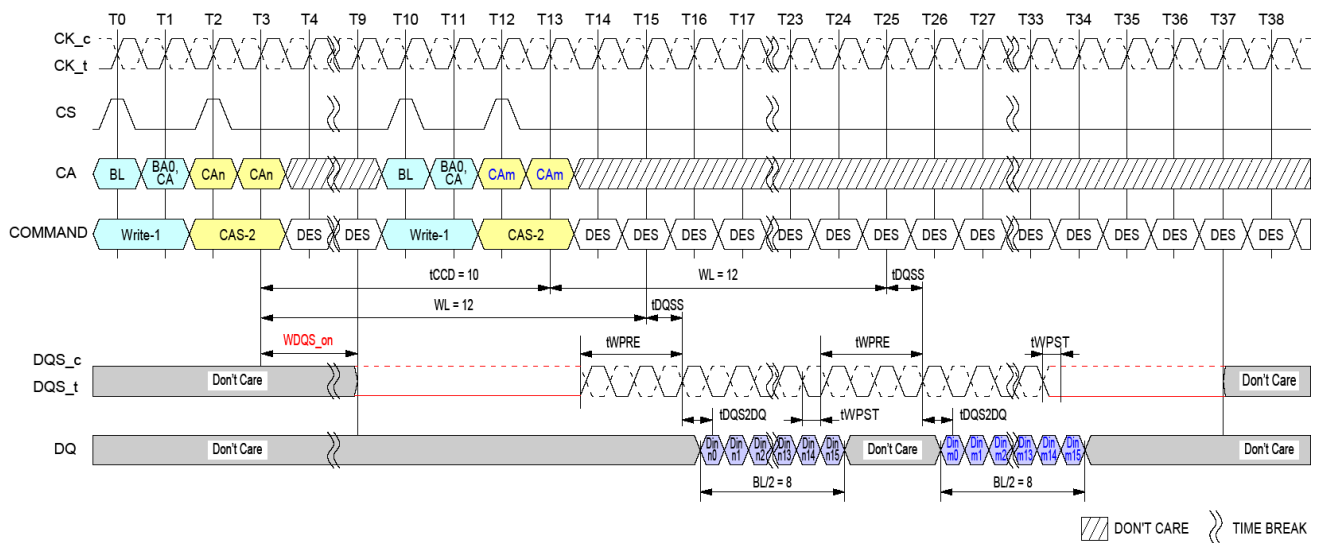 T0 T1 T2 T3 T4 T9 T10 T11 T12 T13 T14 T15 T16 T17 T23 T24 T25 T26 T27 T33 T34 T35 T36 T37 T38
CK_c
CK_t
CS
CA BL BA0, CA CAn CAn BL BA0, CA CAm CAm
COMMAND Write-1 CAS-2 DES DES Write-1 CAS-2 DES DES DES DES DES DES DES DES DES DES DES DES DES DES DES
tCCD = 10 WL = 12 tDQSS
WL = 12 tDQSS
WDQS_on tWPRE tWPRE tWPST
DQS_c
DQS_t Don't Care Don't Care
tDQS2DQ tWPST tDQS2DQ
DQ Don't Care Din n0 Din n1 Din n2 Din n13 Din n14 Din n15 Don't Care Din m0 Din m1 Din m2 Din m13 Din m14 Din m15 Don't Care
BL/2 = 8 BL/2 = 8
DON'T CARE TIME BREAK